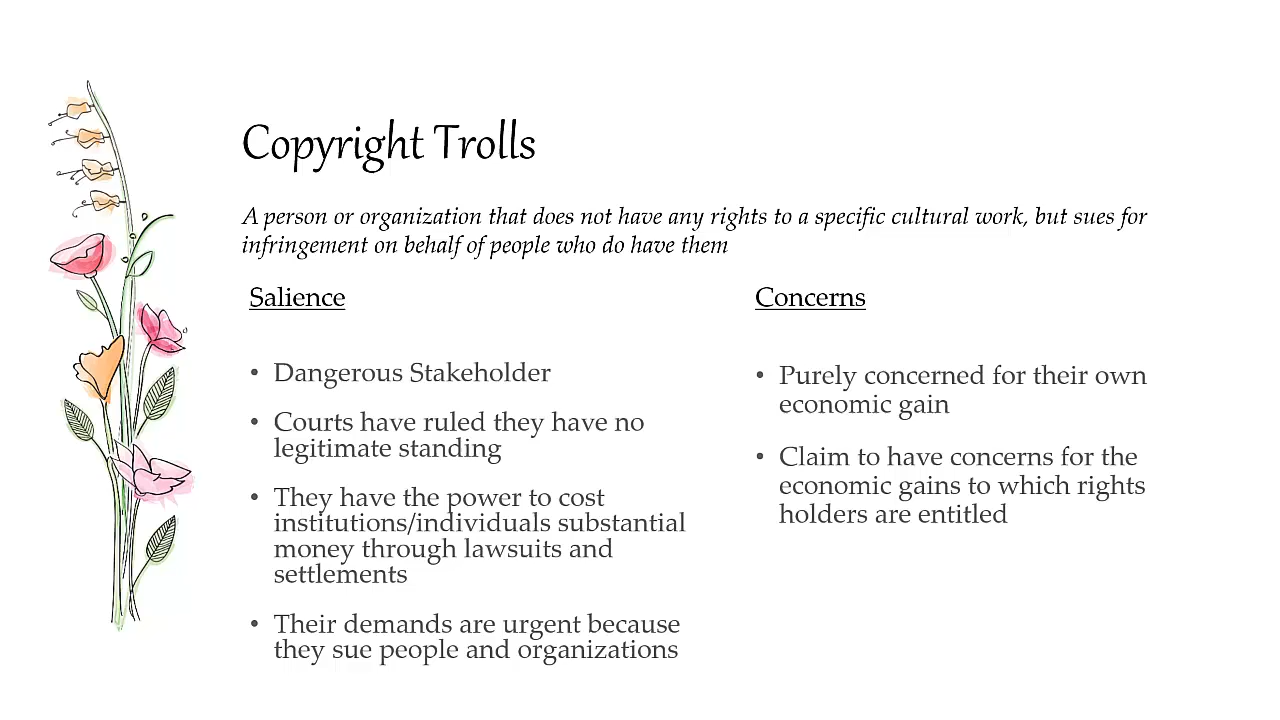 Copyright Trolls
A person or organization that does not have any rights to a specific cultural work, but sues for
infringement on behalf of people who do have them
Salience
• Dangerous Stakeholder
• Courts have ruled they have no
legitimate standing
• They have the power to cost
institutions/individuals substantial
money through lawsuits and
settlements
• Their demands are urgent because
they sue people and organizations
Concerns
• Purely concerned for their own
economic gain
• Claim to have concerns for the
economic gains to which rights
holders are entitled